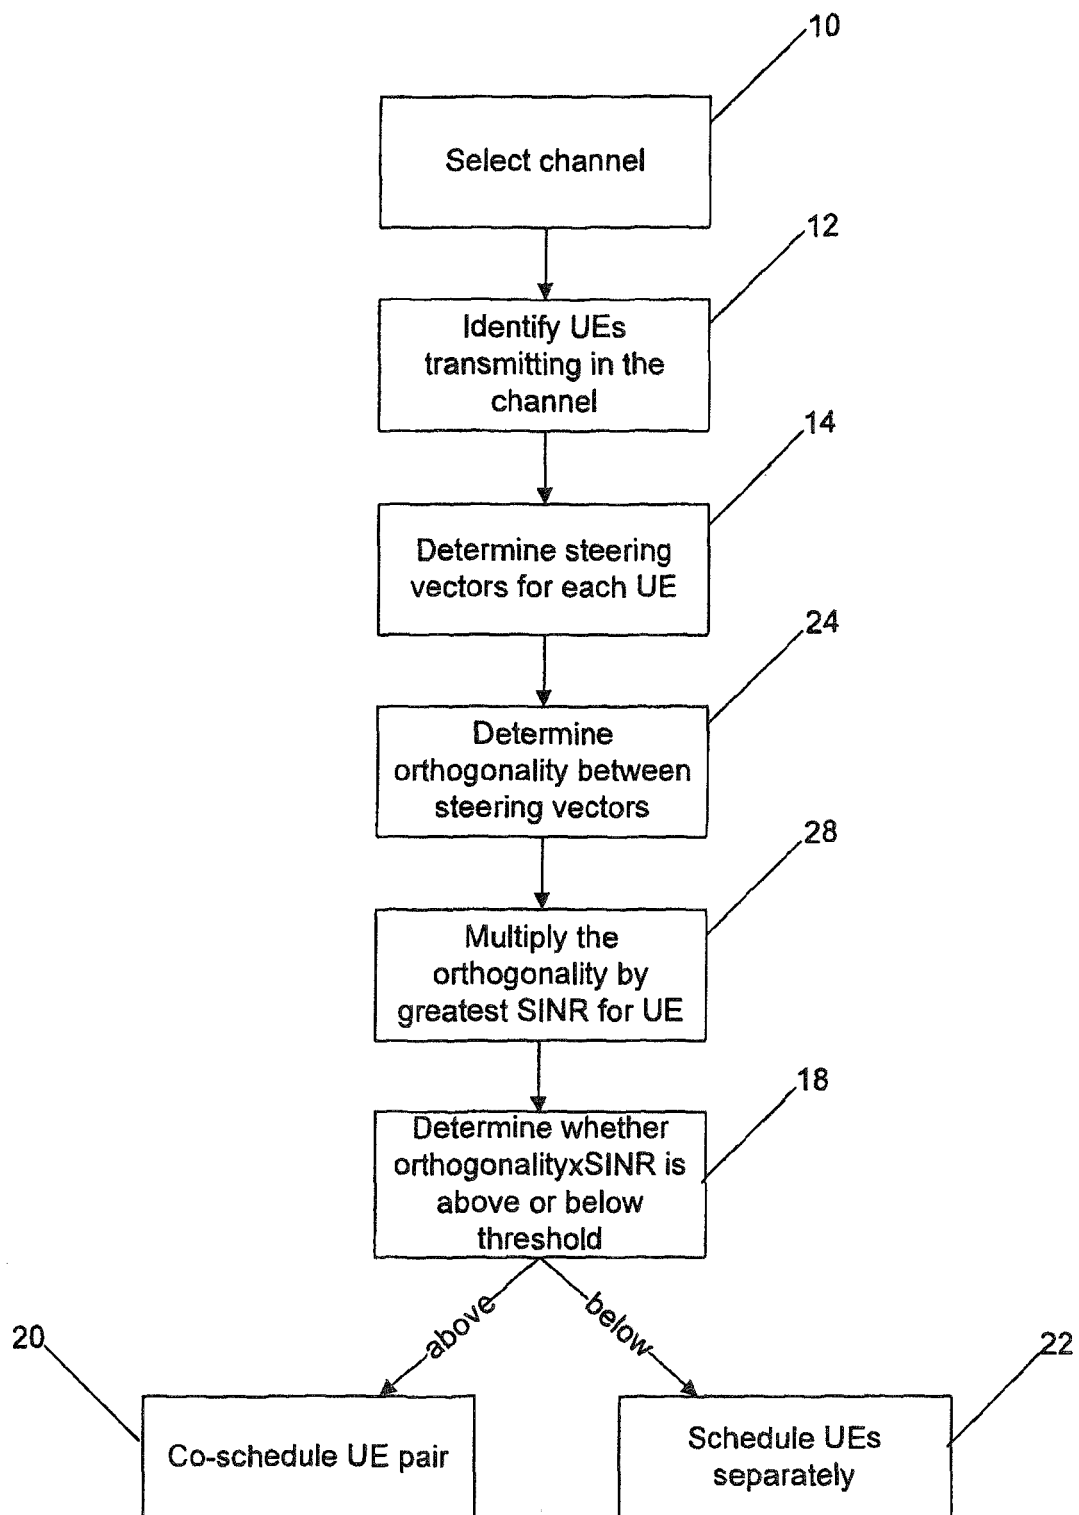 10
Select channel
12
Identify UEs
transmitting in the
channel
14
Determine steering
vectors for each UE
24
Determine
orthogonality between
steering vectors
28
Multiply the
orthogonality by
greatest SINR for UE
18
Determine whether
orthogonalityxSINR is
above or below
threshold
above
below
20
Co-schedule UE pair
22
Schedule UEs
separately